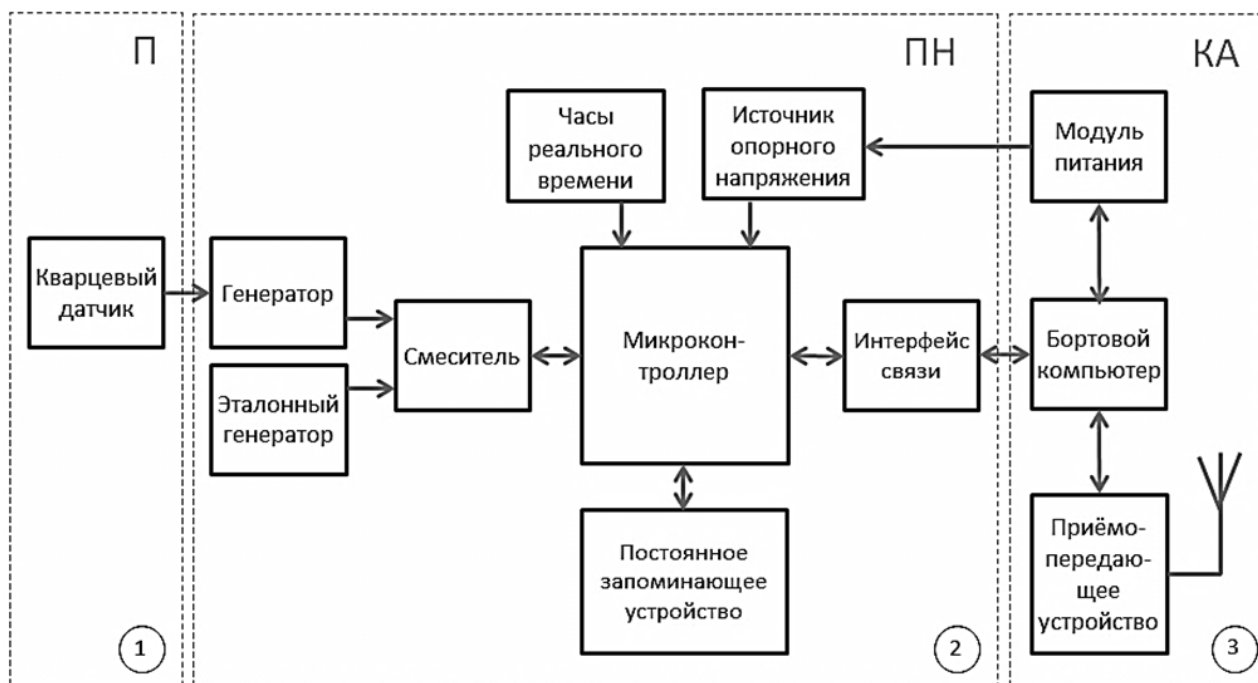 П
ПН
КА
Часы
реального
времени
Источник
опорного
напряжения
Модуль
питания
Кварцевый
датчик
Генератор
Эталонный
генератор
Смеситель
Микрокон-
троллер
Интерфейс
связи
Бортовой
компьютер
Постоянное
запоминающее
устройство
Приёмо-
передаю-
щее
устройство
1
2
3